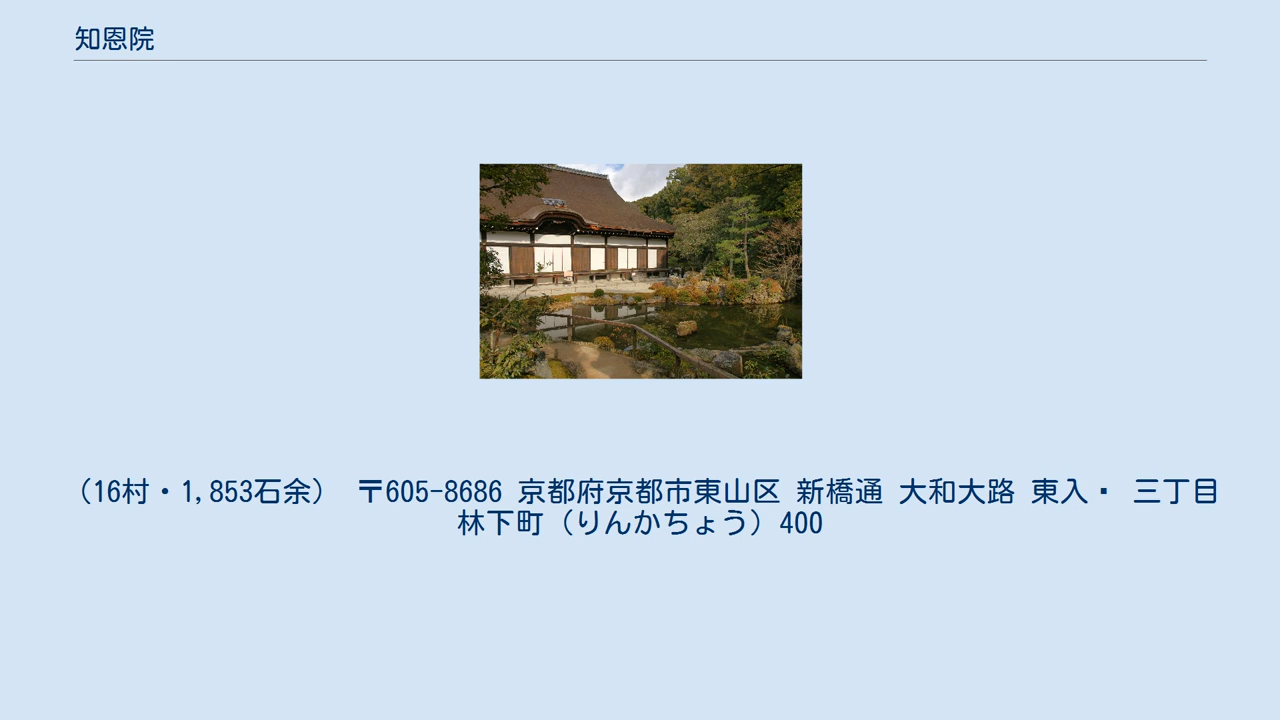 知恩院
（16村・1,853石余） 〒605-8686 京都府京都市東山区 新橋通 大和大路 東入▪ 三丁目
林下町（りんかちょう）400